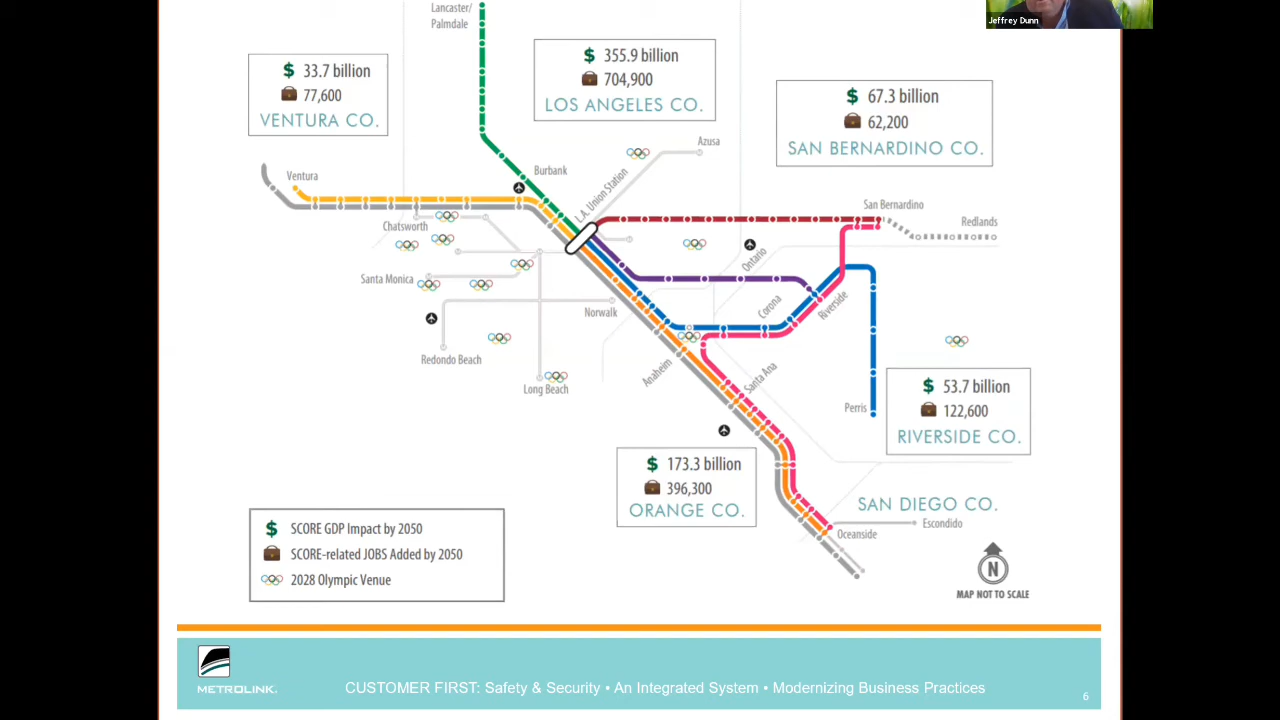 Jeffrey Dunn
Lancaster/
Palmdale
$ 33.7 billion
77,600
VENTURA CO.
$ 355.9 billion
704,900
LOS ANGELES CO.
$ 67.3 billion
62,200
SAN BERNARDINO CO.
Azusa
Burbank
L.A. Union Station
Ventura
San Bernardino
Redlands
Chatsworth
Ontario
Santa Monica
Corona
Riverside
Norwalk
Redondo Beach
Anaheim
Santa Ana
Long Beach
Perris
$ 53.7 billion
122,600
RIVERSIDE CO.
$ 173.3 billion
396,300
ORANGE CO.
SAN DIEGO CO.
Escondido
Oceanside
$ SCORE GDP Impact by 2050
SCORE-related JOBS Added by 2050
2028 Olympic Venue
N
MAP NOT TO SCALE
METROLINK.
CUSTOMER FIRST: Safety & Security • An Integrated System • Modernizing Business Practices
6